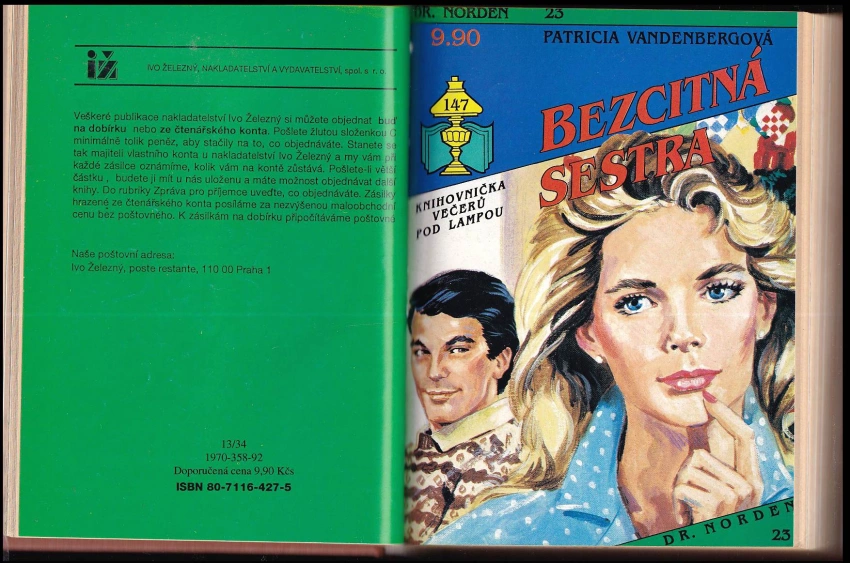 iž
IVO ŽELEZNÝ, NAKLADATELSTVÍ A VYDAVATELSTVÍ, spol. s r. o.
Veškeré publikace nakladatelství Ivo Železný si můžete objednat buď
na dobírku nebo ze čtenářského konta. Pošlete žlutou složenkou C
minimálně tolik peněz, aby stačily na to, co objednáváte. Stanete se
tak majiteli vlastního konta u nakladatelství Ivo Železný a my vám při
každé zásilce oznámíme, kolik vám na kontě zůstává. Pošlete-li větší
částku , budete ji mít u nás uloženu a máte možnost objednávat další
knihy. Do rubriky Zpráva pro příjemce uveďte, co objednáváte. Zásilky
hrazené ze čtenářského konta posíláme za nezvýšenou maloobchodní
cenu bez poštovného. K zásilkám na dobírku připočítáváme poštovné
Naše poštovní adresa:
Ivo Železný, poste restante, 110 00 Praha 1
13/34
1970-358-92
Doporučená cena 9,90 Kčs
ISBN 80-7116-427-5
DR. NORDEN 23
9.90 PATRICIA VANDENBERGOVÁ
147
BEZCITNÁ
SESTRA
KNIHOVNIČKA
VEČERŮ
POD LAMPOU
DR. NORDEN
23